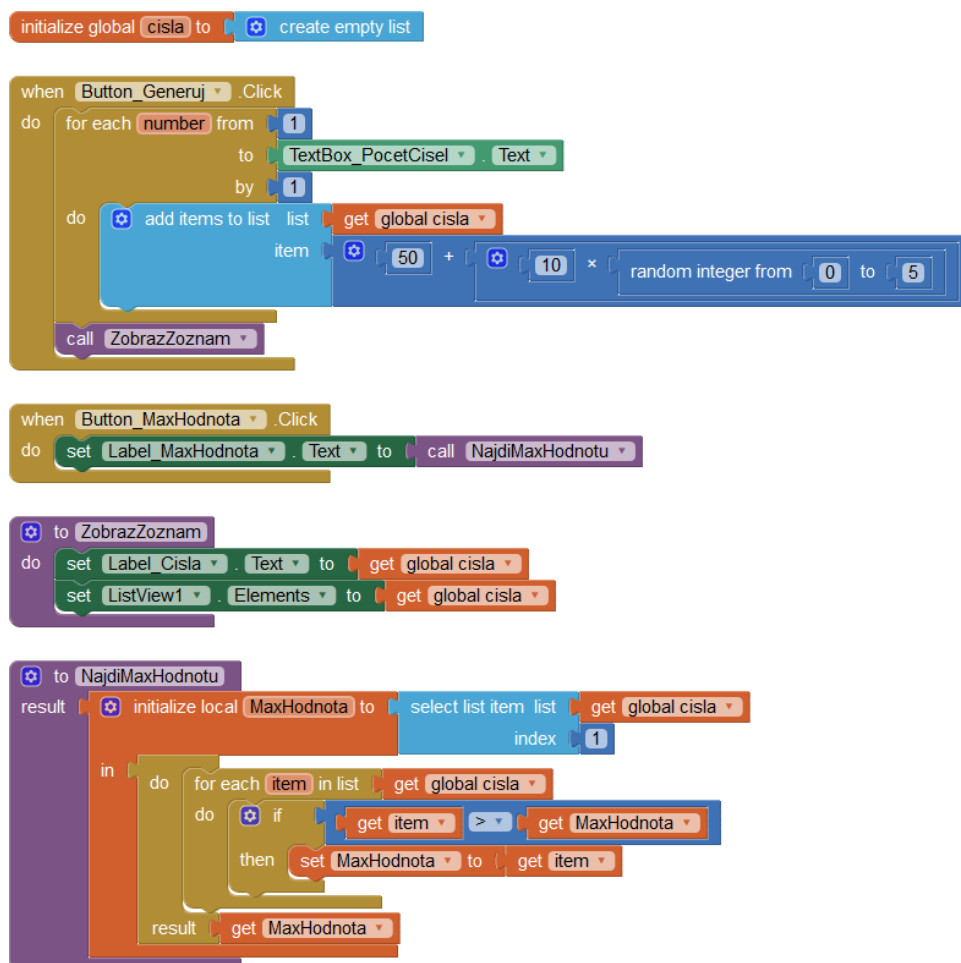 initialize global cisla to create empty list
when Button_Generuj .Click
do for each number from 1
to TextBox_PocetCisel . Text
by 1
do add items to list list get global cisla
item 50 + 10 × random integer from 0 to 5
call ZobrazZoznam
when Button_MaxHodnota .Click
do set Label_MaxHodnota . Text to call NajdiMaxHodnotu
to ZobrazZoznam
do set Label_Cisla . Text to get global cisla
set ListView1 . Elements to get global cisla
to NajdiMaxHodnotu
result initialize local MaxHodnota to select list item list get global cisla
index 1
in do for each item in list get global cisla
do if get item > get MaxHodnota
then set MaxHodnota to get item
result get MaxHodnota